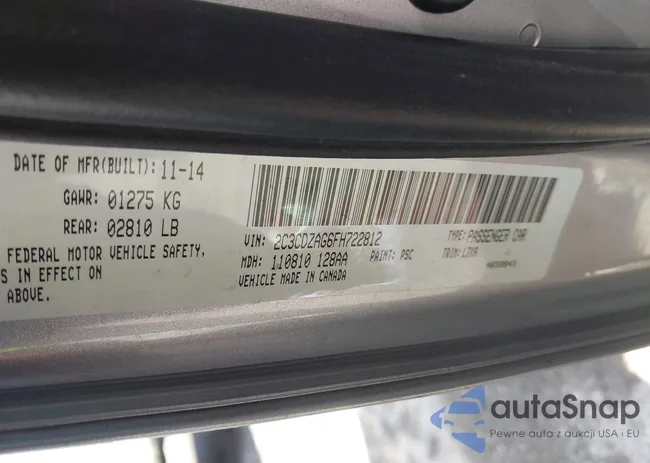 DATE OF MFR(BUILT): 11-14
GAWR: 01275 KG
REAR: 02810 LB
FEDERAL MOTOR VEHICLE SAFETY,
S IN EFFECT ON
ABOVE.
VIN: 2C3CDZAG6FH722812
TYPE: PASSENGER CAR
MDH: 110810 128AA
PAINT: PSC
TRIM: LJX9
VEHICLE MADE IN CANADA
autaSnap
Pewne auta z aukcji USA i EU